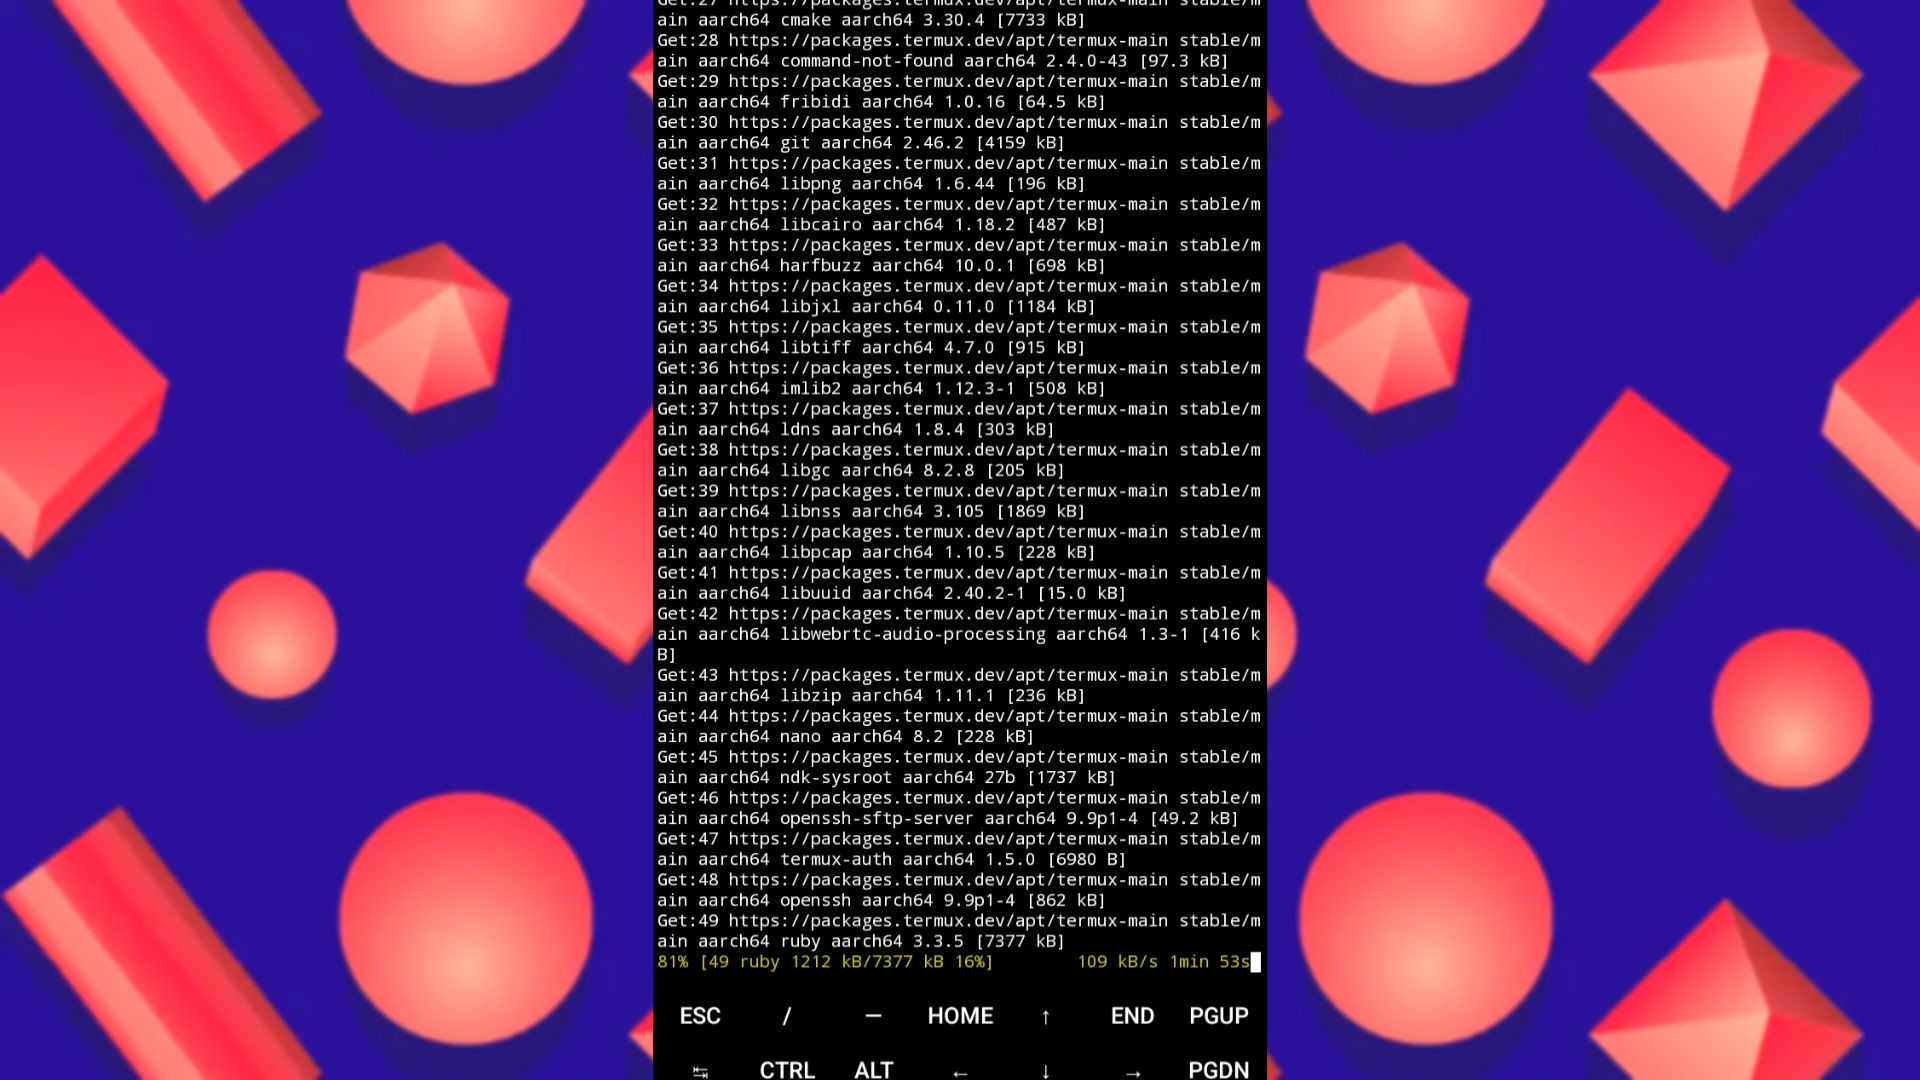 Get:27 https://packages.termux.dev/apt/termux-main stable/m
ain aarch64 cmake aarch64 3.30.4 [7733 kB]
Get:28 https://packages.termux.dev/apt/termux-main stable/m
ain aarch64 command-not-found aarch64 2.4.0-43 [97.3 kB]
Get:29 https://packages.termux.dev/apt/termux-main stable/m
ain aarch64 fribidi aarch64 1.0.16 [64.5 kB]
Get:30 https://packages.termux.dev/apt/termux-main stable/m
ain aarch64 git aarch64 2.46.2 [4159 kB]
Get:31 https://packages.termux.dev/apt/termux-main stable/m
ain aarch64 libpng aarch64 1.6.44 [196 kB]
Get:32 https://packages.termux.dev/apt/termux-main stable/m
ain aarch64 libcairo aarch64 1.18.2 [487 kB]
Get:33 https://packages.termux.dev/apt/termux-main stable/m
ain aarch64 harfbuzz aarch64 10.0.1 [698 kB]
Get:34 https://packages.termux.dev/apt/termux-main stable/m
ain aarch64 libjxl aarch64 0.11.0 [1184 kB]
Get:35 https://packages.termux.dev/apt/termux-main stable/m
ain aarch64 libtiff aarch64 4.7.0 [915 kB]
Get:36 https://packages.termux.dev/apt/termux-main stable/m
ain aarch64 imlib2 aarch64 1.12.3-1 [508 kB]
Get:37 https://packages.termux.dev/apt/termux-main stable/m
ain aarch64 ldns aarch64 1.8.4 [303 kB]
Get:38 https://packages.termux.dev/apt/termux-main stable/m
ain aarch64 libgc aarch64 8.2.8 [205 kB]
Get:39 https://packages.termux.dev/apt/termux-main stable/m
ain aarch64 libnss aarch64 3.105 [1869 kB]
Get:40 https://packages.termux.dev/apt/termux-main stable/m
ain aarch64 libpcap aarch64 1.10.5 [228 kB]
Get:41 https://packages.termux.dev/apt/termux-main stable/m
ain aarch64 libuuid aarch64 2.40.2-1 [15.0 kB]
Get:42 https://packages.termux.dev/apt/termux-main stable/m
ain aarch64 libwebrtc-audio-processing aarch64 1.3-1 [416 k
B]
Get:43 https://packages.termux.dev/apt/termux-main stable/m
ain aarch64 libzip aarch64 1.11.1 [236 kB]
Get:44 https://packages.termux.dev/apt/termux-main stable/m
ain aarch64 nano aarch64 8.2 [228 kB]
Get:45 https://packages.termux.dev/apt/termux-main stable/m
ain aarch64 ndk-sysroot aarch64 27b [1737 kB]
Get:46 https://packages.termux.dev/apt/termux-main stable/m
ain aarch64 openssh-sftp-server aarch64 9.9p1-4 [49.2 kB]
Get:47 https://packages.termux.dev/apt/termux-main stable/m
ain aarch64 termux-auth aarch64 1.5.0 [6980 B]
Get:48 https://packages.termux.dev/apt/termux-main stable/m
ain aarch64 openssh aarch64 9.9p1-4 [862 kB]
Get:49 https://packages.termux.dev/apt/termux-main stable/m
ain aarch64 ruby aarch64 3.3.5 [7377 kB]
81% [49 ruby 1212 kB/7377 kB 16%] 109 kB/s 1min 53s
ESC / — HOME ↑ END PGUP
↹ CTRL ALT ← ↓ → PGDN